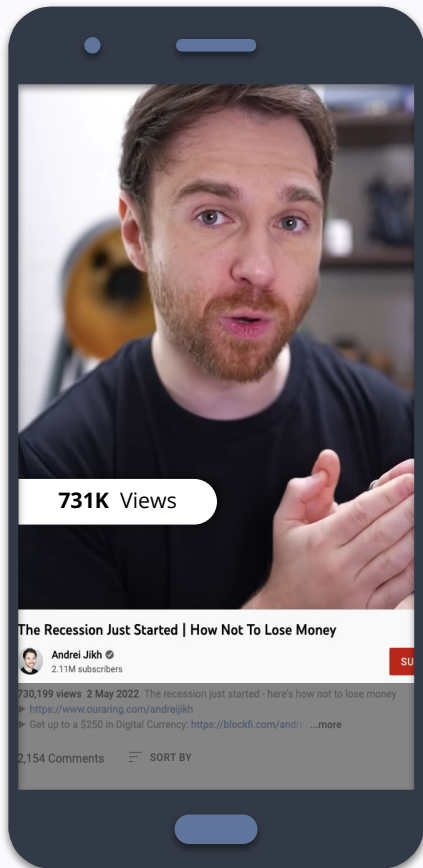 731K Views
The Recession Just Started | How Not To Lose Money
Andrei Jikh
2.11M subscribers
SU
730,199 views 2 May 2022 The recession just started - here's how not to lose money
► https://www.ouraring.com/andreijikh
► Get up to a $250 in Digital Currency: https://blockfi.com/andre ...more
2,154 Comments SORT BY